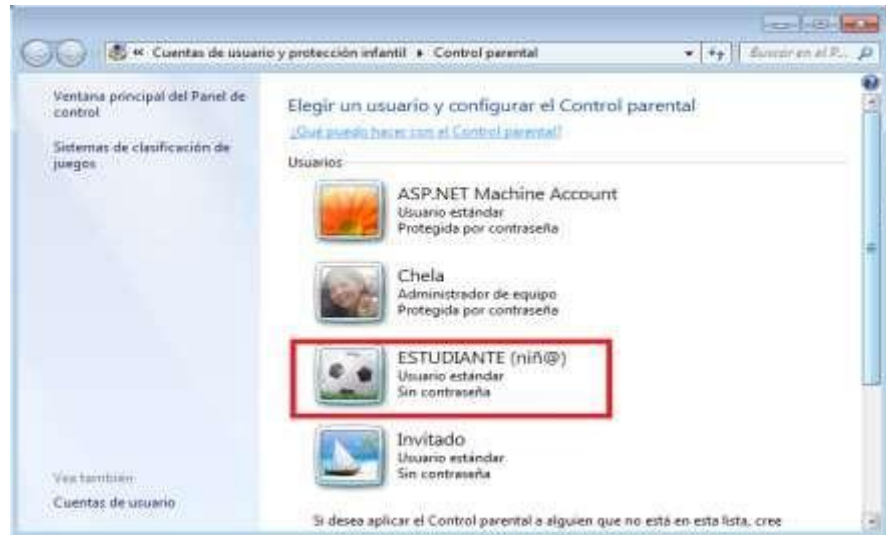 « Cuentas de usuario y protección infantil ▸ Control parental
Buscar en el P...
Ventana principal del Panel de
control
Sistemas de clasificación de
juegos
Elegir un usuario y configurar el Control parental
¿Qué puedo hacer con el Control parental?
Usuarios
ASP.NET Machine Account
Usuario estándar
Protegida por contraseña
Chela
Administrador de equipo
Protegida por contraseña
ESTUDIANTE (niñ@)
Usuario estándar
Sin contraseña
Invitado
Usuario estándar
Sin contraseña
Vea también
Cuentas de usuario
Si desea aplicar el Control parental a alguien que no está en esta lista, cree